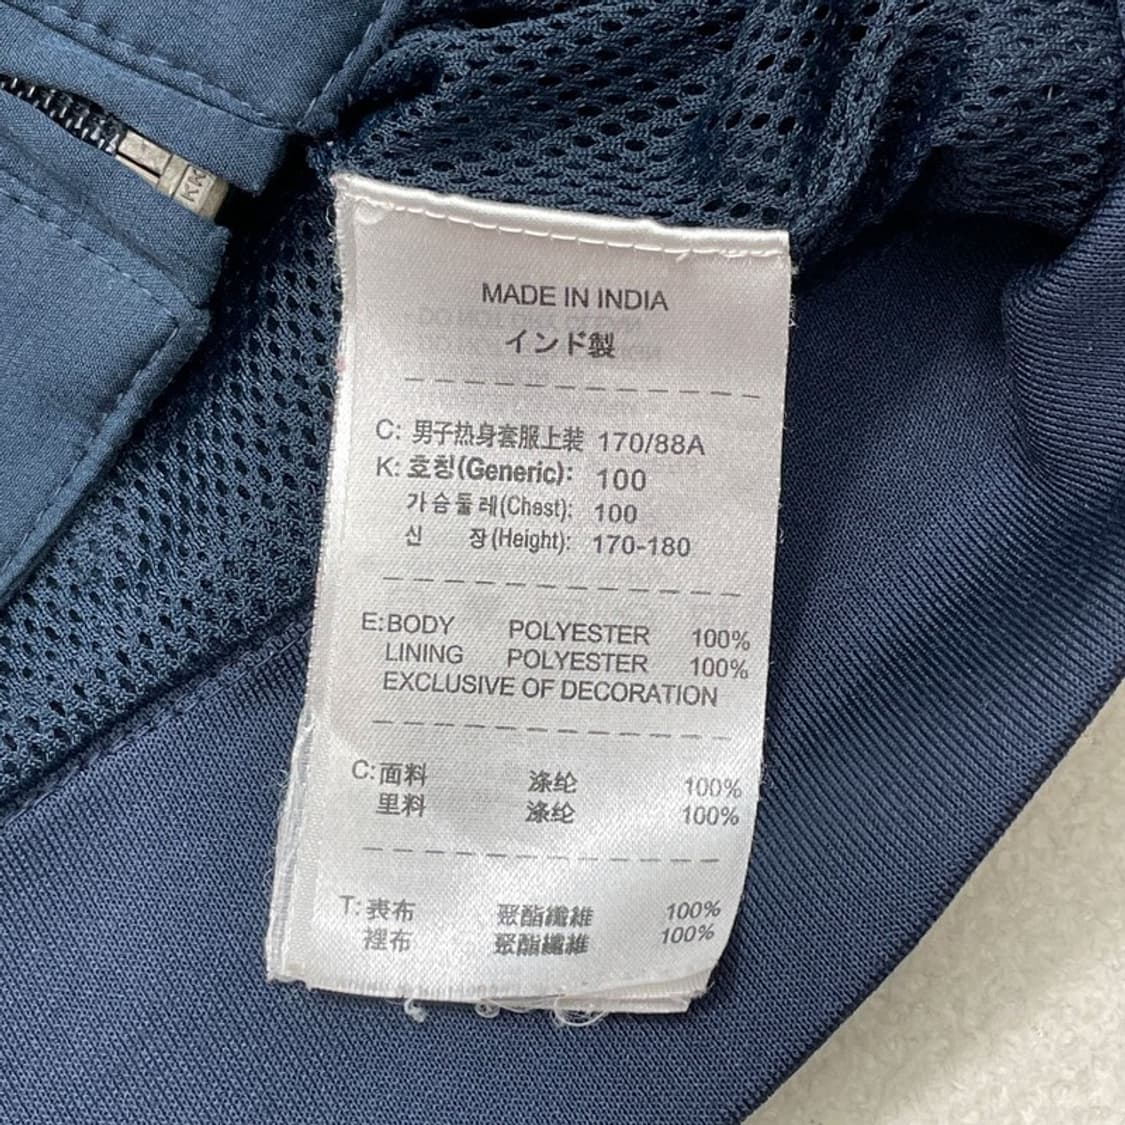 MADE IN INDIA
インド製
C: 男子热身套服上装 170/88A
K: 호칭(Generic): 100
가슴둘레(Chest): 100
신 장(Height): 170-180
E: BODY POLYESTER 100%
LINING POLYESTER 100%
EXCLUSIVE OF DECORATION
C: 面料 涤纶 100%
里料 涤纶 100%
T: 表布 聚酯纖維 100%
裡布 聚酯纖維 100%